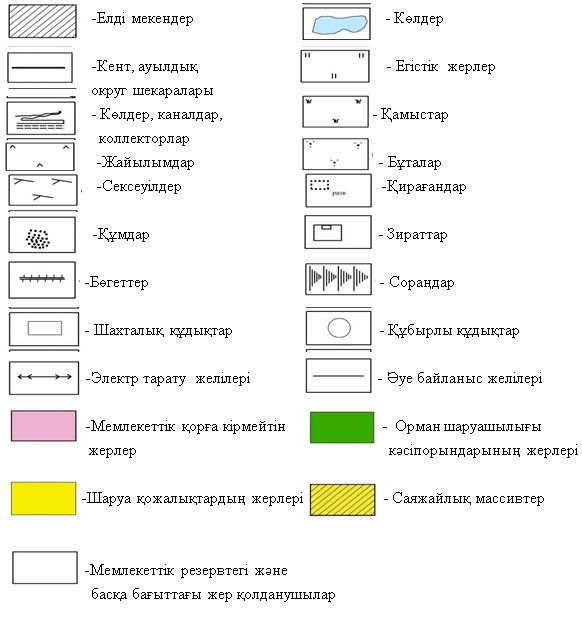 -Елді мекендер
- Көлдер
-Кент, ауылдық
округ шекаралары
- Егістік жерлер
- Көлдер, каналдар,
коллекторлар
- Қамыстар
-Жайылымдар
- Бұталар
-Сексеуілдер
разв
-Қирағандар
-Құмдар
- Зираттар
-Бөгеттер
- Сораңдар
- Шахталық құдықтар
- Құбырлы құдықтар
-Электр тарату желілері
- Әуе байланыс желілері
-Мемлекеттік қорға кірмейтін
жерлер
- Орман шаруашылығы
кәсіпорындарының жерлері
-Шаруа қожалықтардың жерлері
- Саяжайлық массивтер
-Мемлекеттік резервтегі және
басқа бағыттағы жер қолданушылар